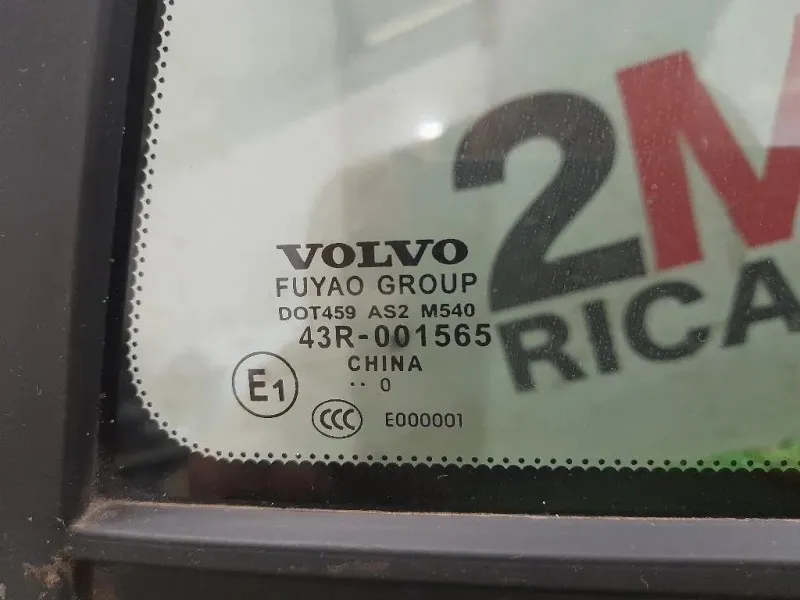 2M
RICA
VOLVO
FUYAO GROUP
DOT459 AS2 M540
43R-001565
CHINA
·· 0
E1
CCC
E000001